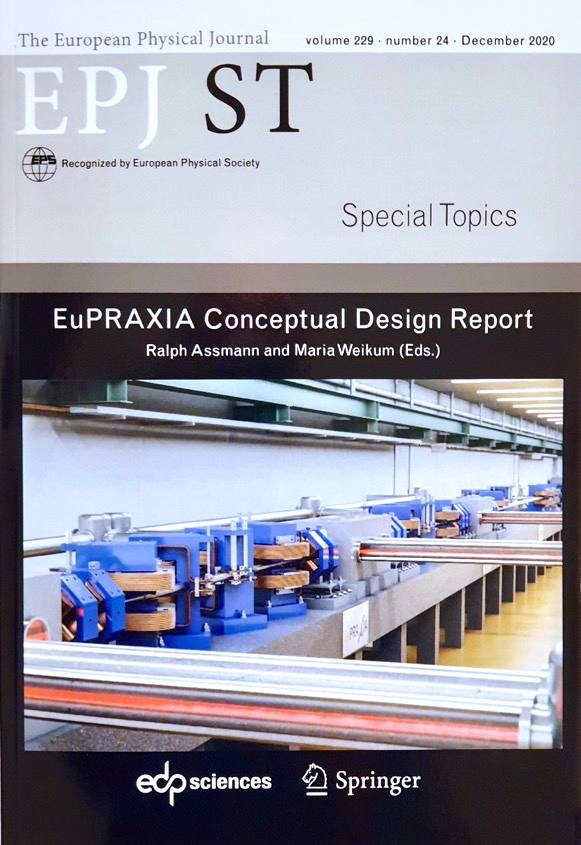 The European Physical Journal
volume 229 · number 24 · December 2020
EPJ ST
EPS
Recognized by European Physical Society
Special Topics
EuPRAXIA Conceptual Design Report
Ralph Assmann and Maria Weikum (Eds.)
edp sciences
Springer